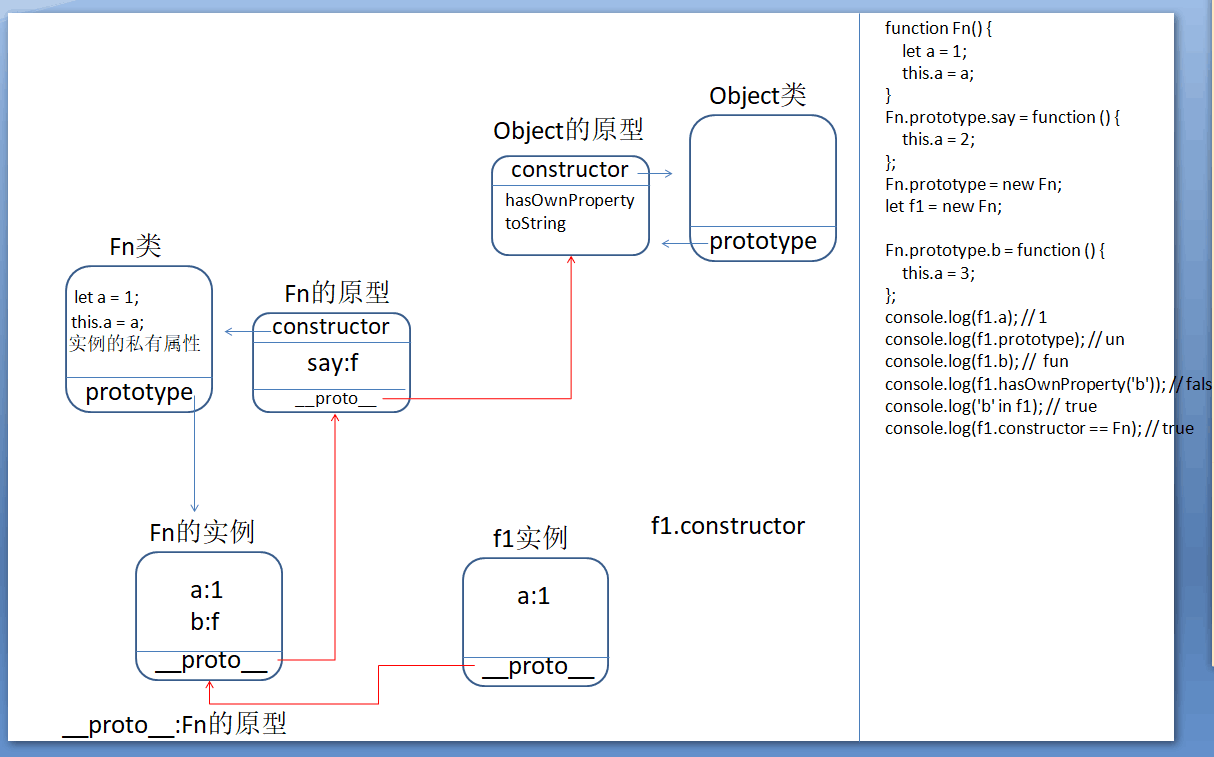 Object类
Object的原型
constructor
hasOwnProperty
toString
prototype
Fn类
let a = 1;
this.a = a;
实例的私有属性
prototype
Fn的原型
constructor
say:f
__proto__
Fn的实例
a:1
b:f
__proto__
__proto__:Fn的原型
f1实例
a:1
__proto__
f1.constructor
function Fn() {
let a = 1;
this.a = a;
}
Fn.prototype.say = function () {
this.a = 2;
};
Fn.prototype = new Fn;
let f1 = new Fn;
Fn.prototype.b = function () {
this.a = 3;
};
console.log(f1.a); // 1
console.log(f1.prototype); // un
console.log(f1.b); // fun
console.log(f1.hasOwnProperty('b')); // fals
console.log('b' in f1); // true
console.log(f1.constructor == Fn); // true